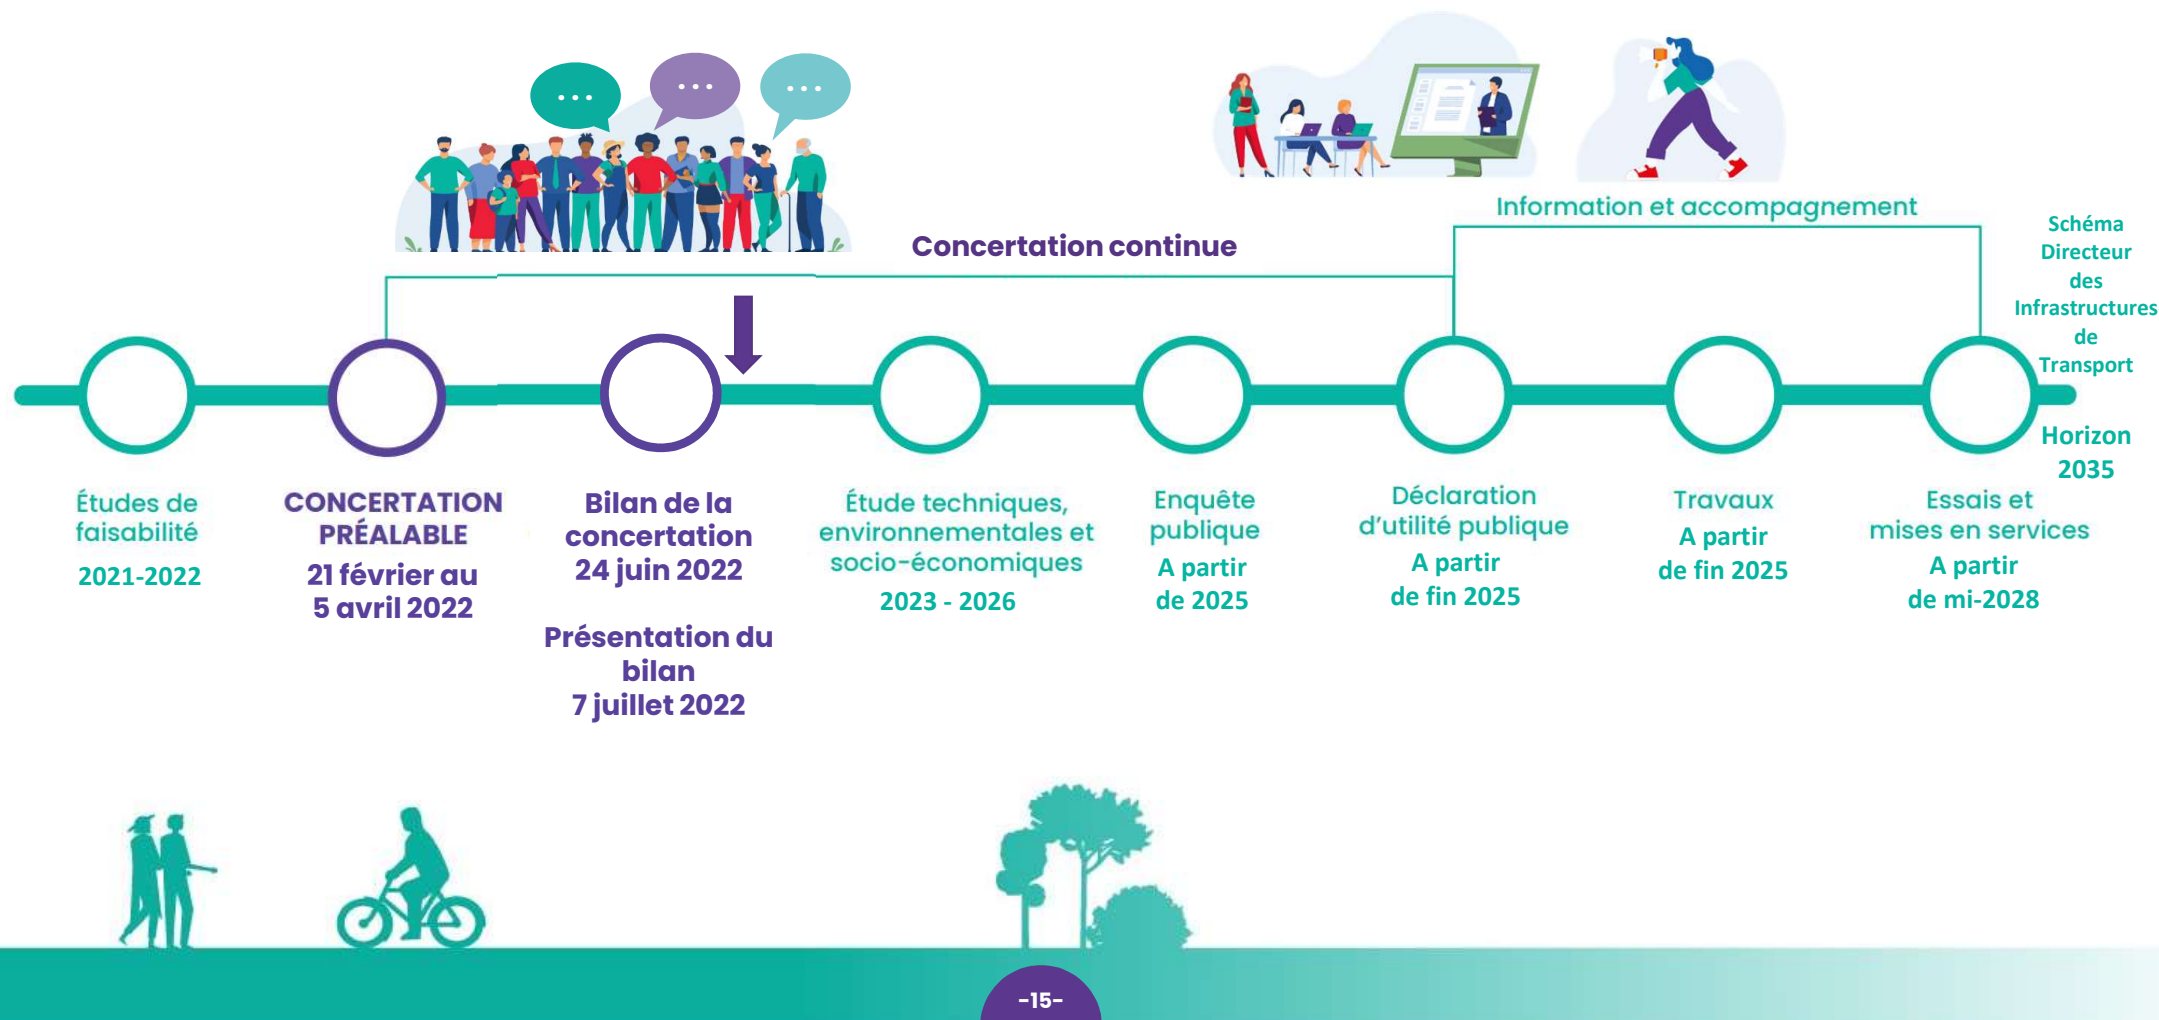 Information et accompagnement
Concertation continue
Schéma
Directeur
des
Infrastructures
de
Transport
Horizon
2035
Études de
faisabilité
2021-2022
CONCERTATION
PRÉALABLE
21 février au
5 avril 2022
Bilan de la
concertation
24 juin 2022
Présentation du
bilan
7 juillet 2022
Étude techniques,
environnementales et
socio-économiques
2023 - 2026
Enquête
publique
A partir
de 2025
Déclaration
d'utilité publique
A partir
de fin 2025
Travaux
A partir
de fin 2025
Essais et
mises en services
A partir
de mi-2028
-15-